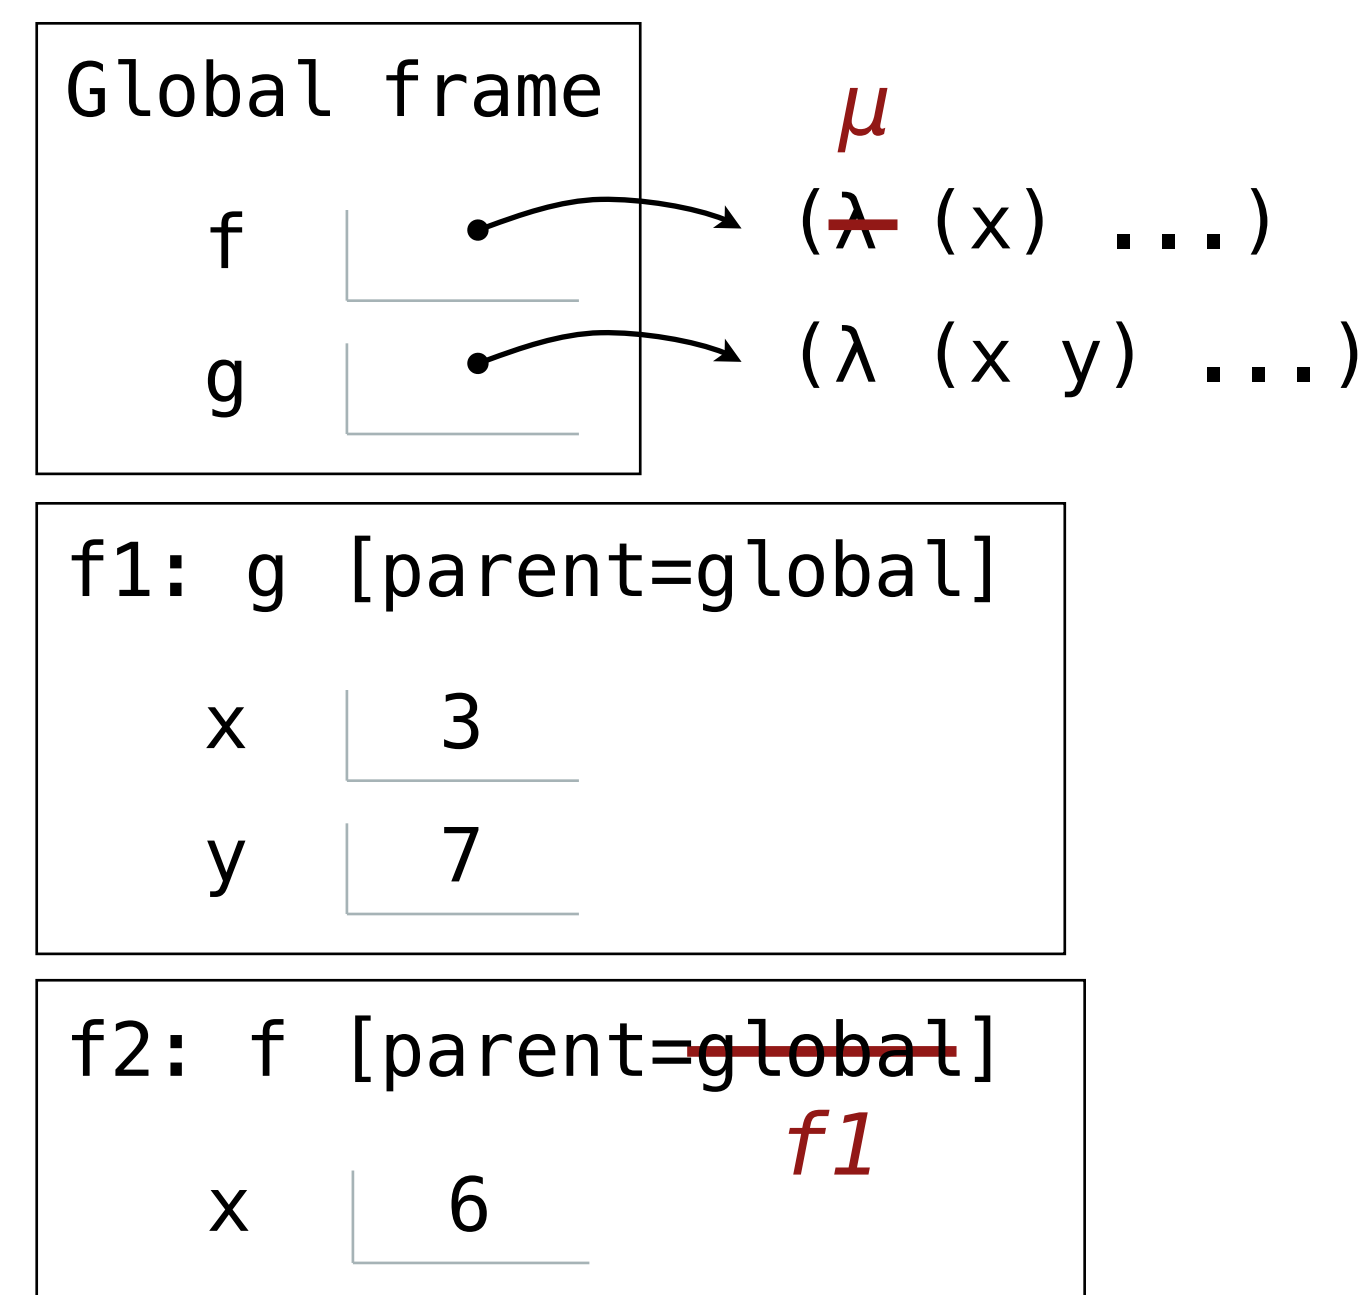 Global frame
μ
f (λ (x) ...)
g (λ (x y) ...)
f1: g [parent=global]
x 3
y 7
f2: f [parent=global]
f1
x 6